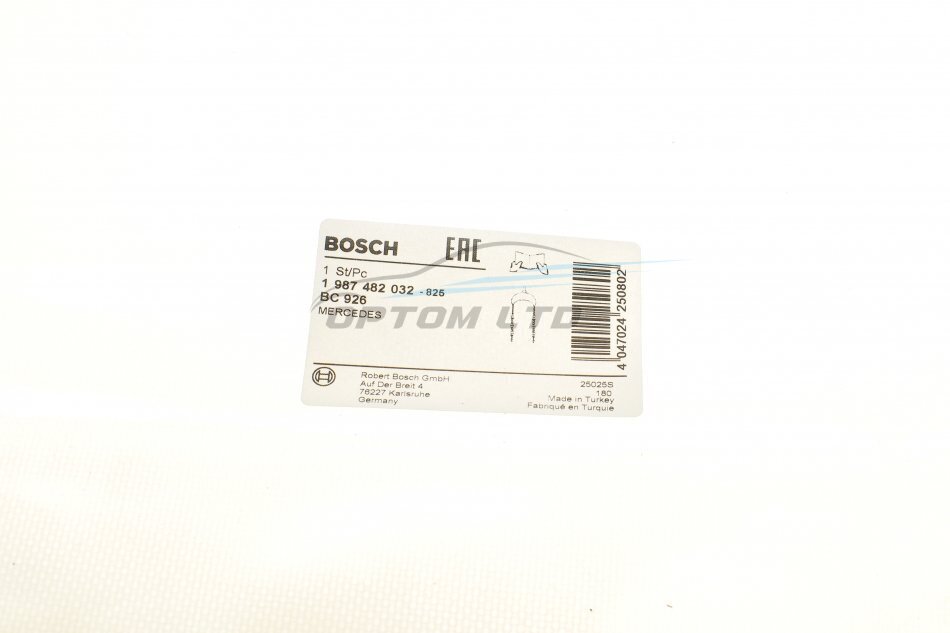 BOSCH EAC
1 St/Pc
1 987 482 032 - 825
BC 926
MERCEDES
OPTOM LTD.
4 047024 250802
Robert Bosch GmbH
Auf Der Breit 4
76227 Karlsruhe
Germany
25025S
180
Made in Turkey
Fabriqué en Turquie